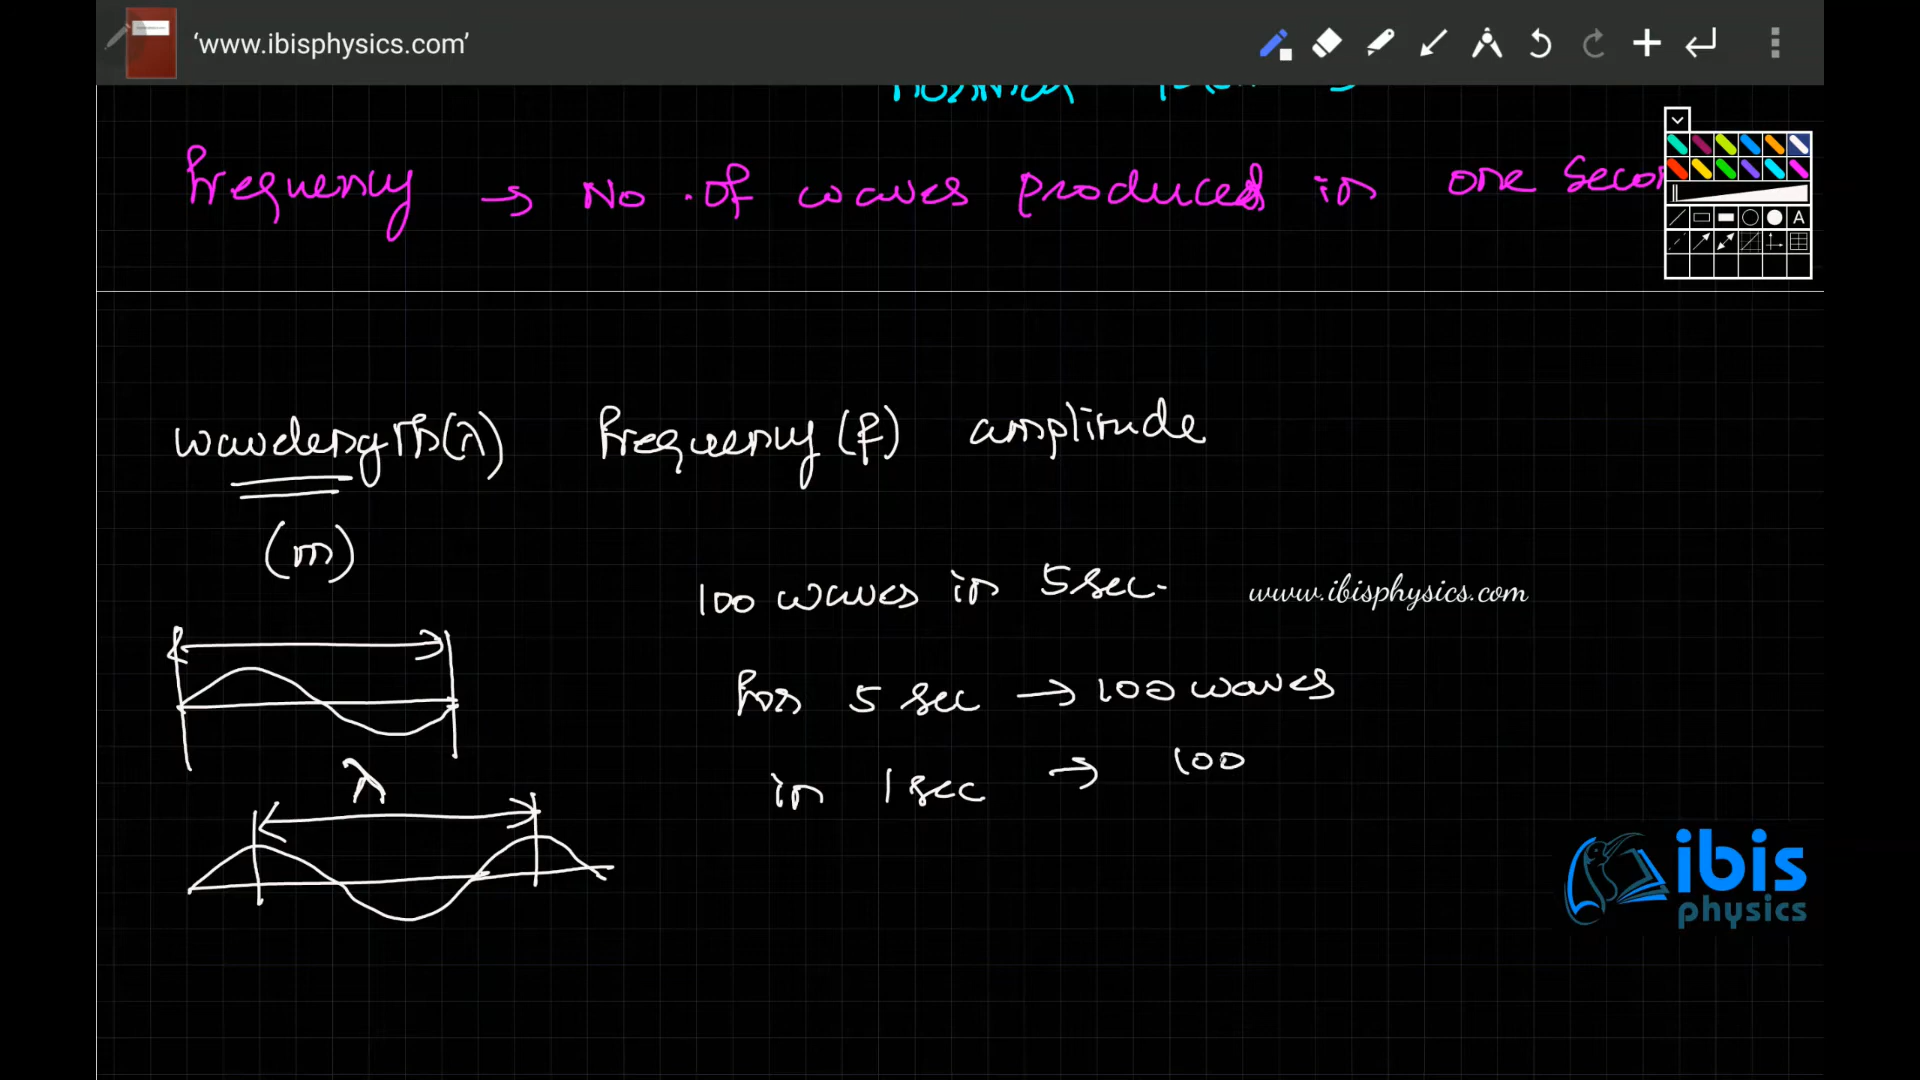 ‘www.ibisphysics.com’
frequency → No. of waves produced in one secon
A
wavelength(λ) frequency (f) amplitude
(m)
100 waves in 5 sec.
www.ibisphysics.com
for 5 sec → 100 waves
in 1 sec → 100
λ
ibis
physics